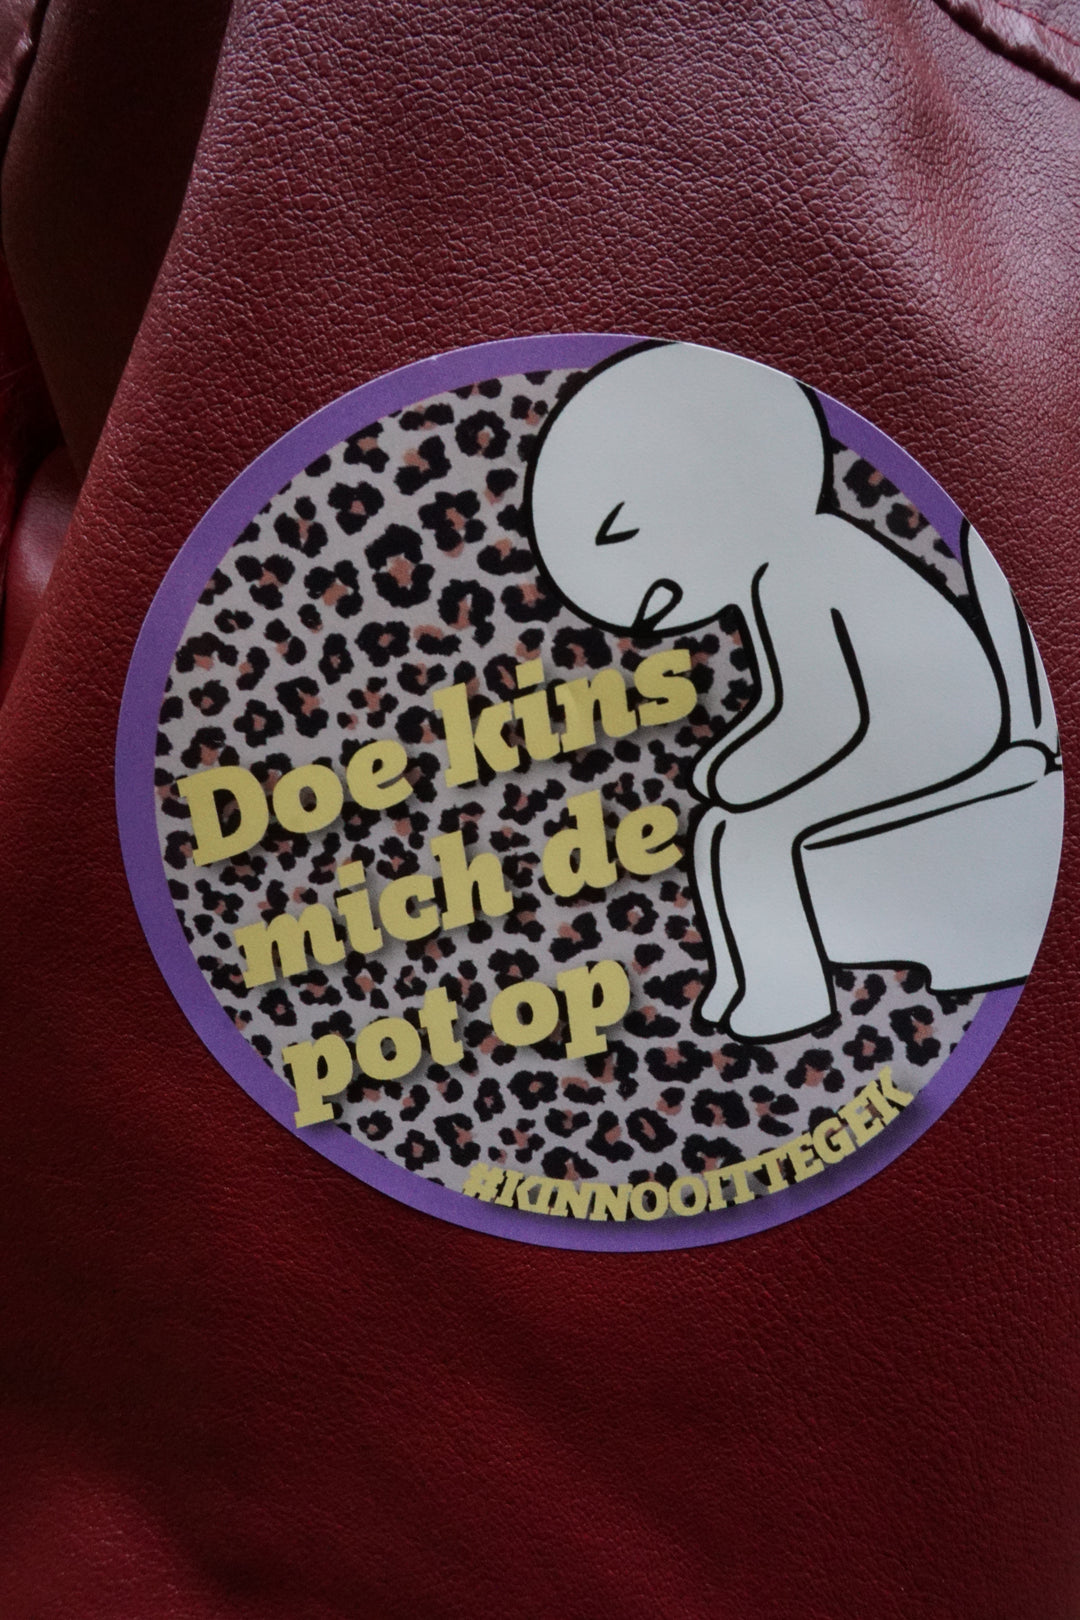 Doe kins
mich de
pot op
#KINNOOITTEGEK